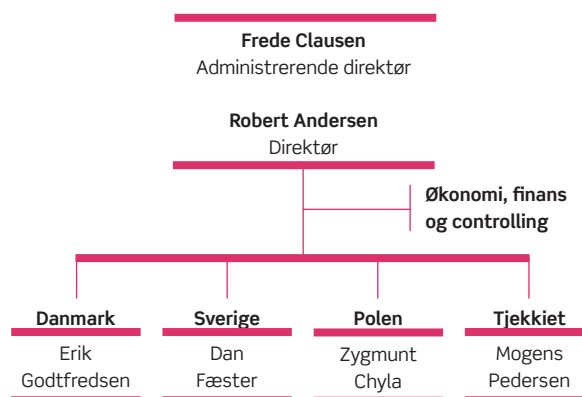 Frede Clausen
Administrerende direktør
Robert Andersen
Direktør
Økonomi, finans
og controlling
Danmark
Erik
Godtfredsen
Sverige
Dan
Fæster
Polen
Zygmunt
Chyla
Tjekkiet
Mogens
Pedersen